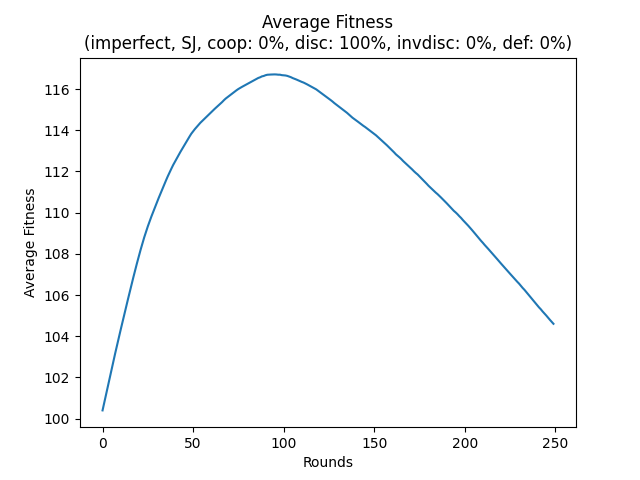 Average Fitness
(imperfect, SJ, coop: 0%, disc: 100%, invdisc: 0%, def: 0%)
116
114
112
110
108
106
104
102
100
Average Fitness
0 50 100 150 200 250
Rounds